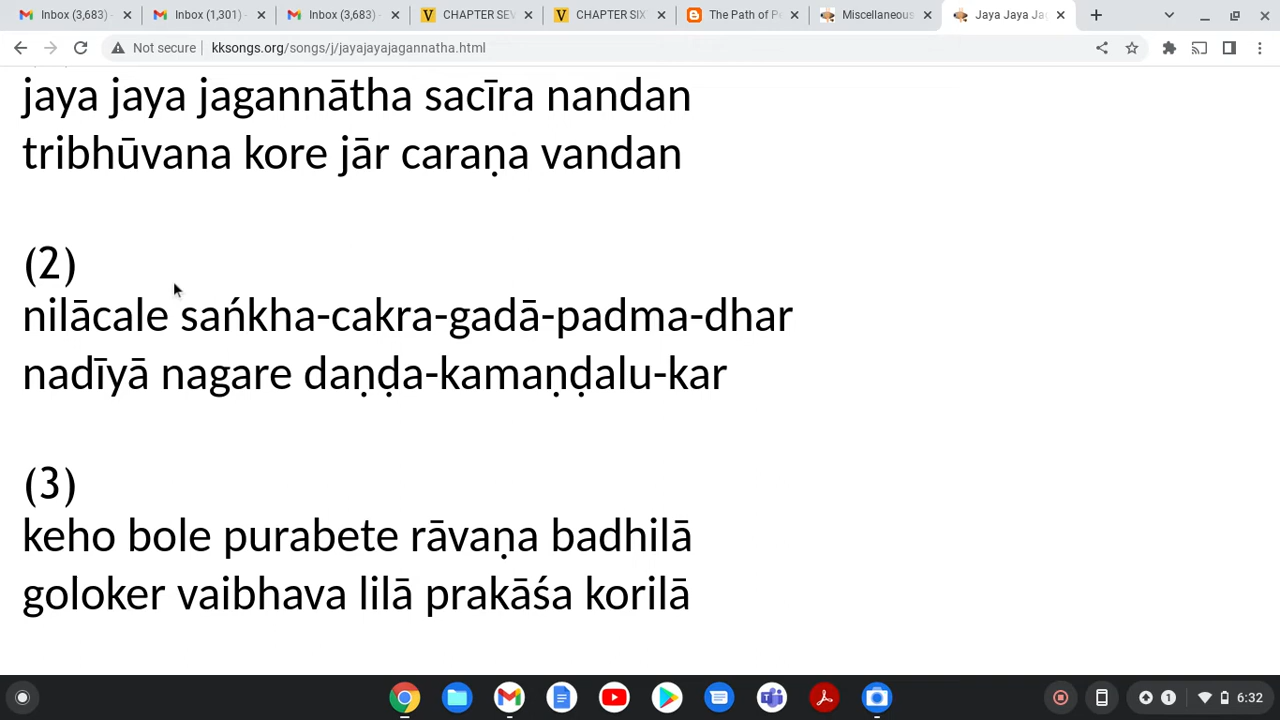 Inbox (3,683) -
Inbox (1,301) -
Inbox (3,683) -
CHAPTER SEV
CHAPTER SIX
The Path of P
Miscellaneous
Jaya Jaya Ja
Not secure
kksongs.org/songs/j/jayajayajagannatha.html
jaya jaya jagannātha sacīra nandan
tribhūvana kore jār caraṇa vandan
(2)
nilācale sańkha-cakra-gadā-padma-dhar
nadīyā nagare daṇḍa-kamaṇḍalu-kar
(3)
keho bole purabete rāvaṇa badhilā
goloker vaibhava lilā prakāśa korilā
1
6:32